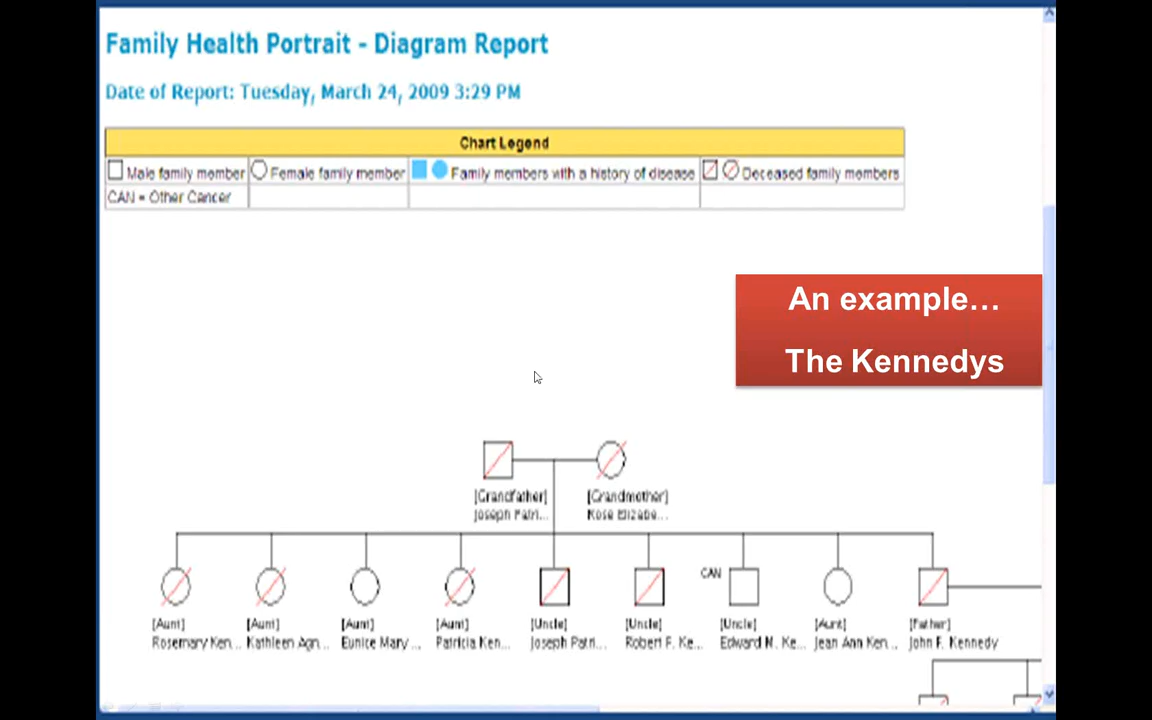 Family Health Portrait - Diagram Report
Date of Report: Tuesday, March 24, 2009 3:29 PM
Chart Legend
Male family member Female family member Family members with a history of disease Deceased family members
CAN = Other Cancer
An example…
The Kennedys
[Grandfather] [Grandmother]
Joseph Patri... Rose Elizabe...
CAN
[Aunt] [Aunt] [Aunt] [Aunt] [Uncle] [Uncle] [Uncle] [Aunt] [Father]
Rosemary Ken... Kathleen Agn... Eunice Mary ... Patricia Ken... Joseph Patri... Robert F. Ke... Edward M. Ke... Jean Ann Ken... John F. Kennedy